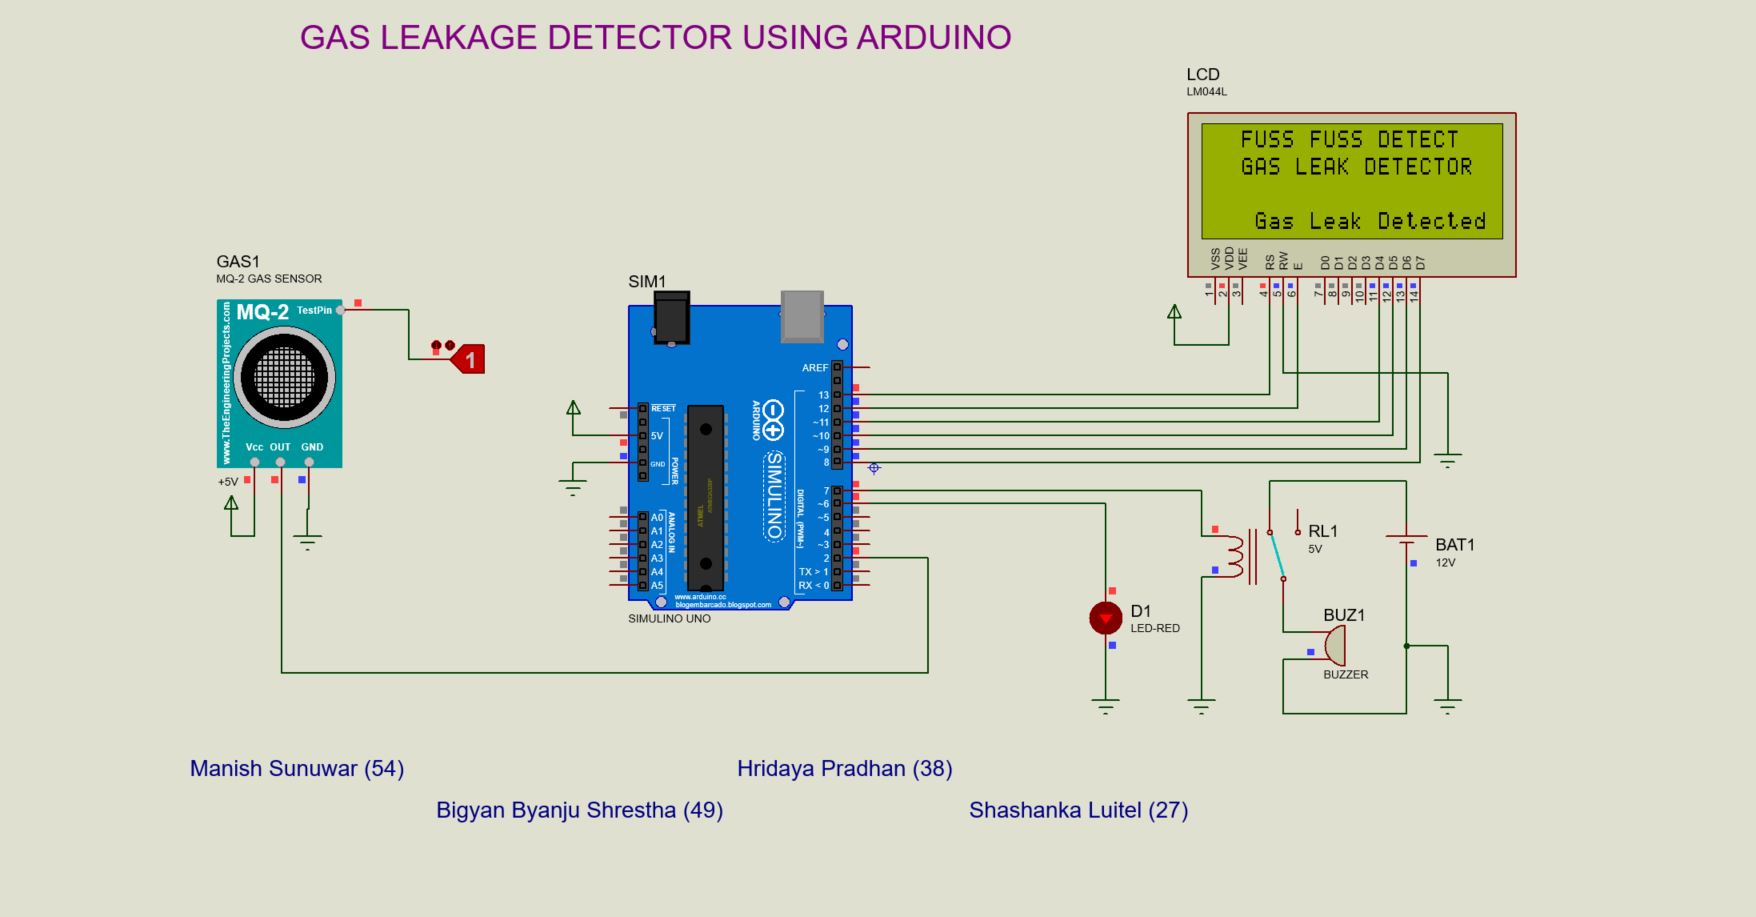 GAS LEAKAGE DETECTOR USING ARDUINO
LCD
LM044L
FUSS FUSS DETECT
GAS LEAK DETECTOR
Gas Leak Detected
VSS
VDD
VEE
RS
RW
E
D0
D1
D2
D3
D4
D5
D6
D7
1
2
3
4
5
6
7
8
9
10
11
12
13
14
GAS1
MQ-2 GAS SENSOR
MQ-2
TestPin
www.TheEngineeringProjects.com
Vcc OUT GND
+5V
1
SIM1
AREF
13
12
~11
~10
~9
8
RESET
5V
GND
POWER
ARDUINO
SIMULINO
ATMEL
ATMEGA328P
DIGITAL (PWM~)
7
~6
~5
4
~3
2
TX > 1
RX < 0
ANALOG IN
A0
A1
A2
A3
A4
A5
www.arduino.cc
blogembarcado.blogspot.com
SIMULINO UNO
D1
LED-RED
RL1
5V
BAT1
12V
BUZ1
BUZZER
Manish Sunuwar (54)
Hridaya Pradhan (38)
Bigyan Byanju Shrestha (49)
Shashanka Luitel (27)